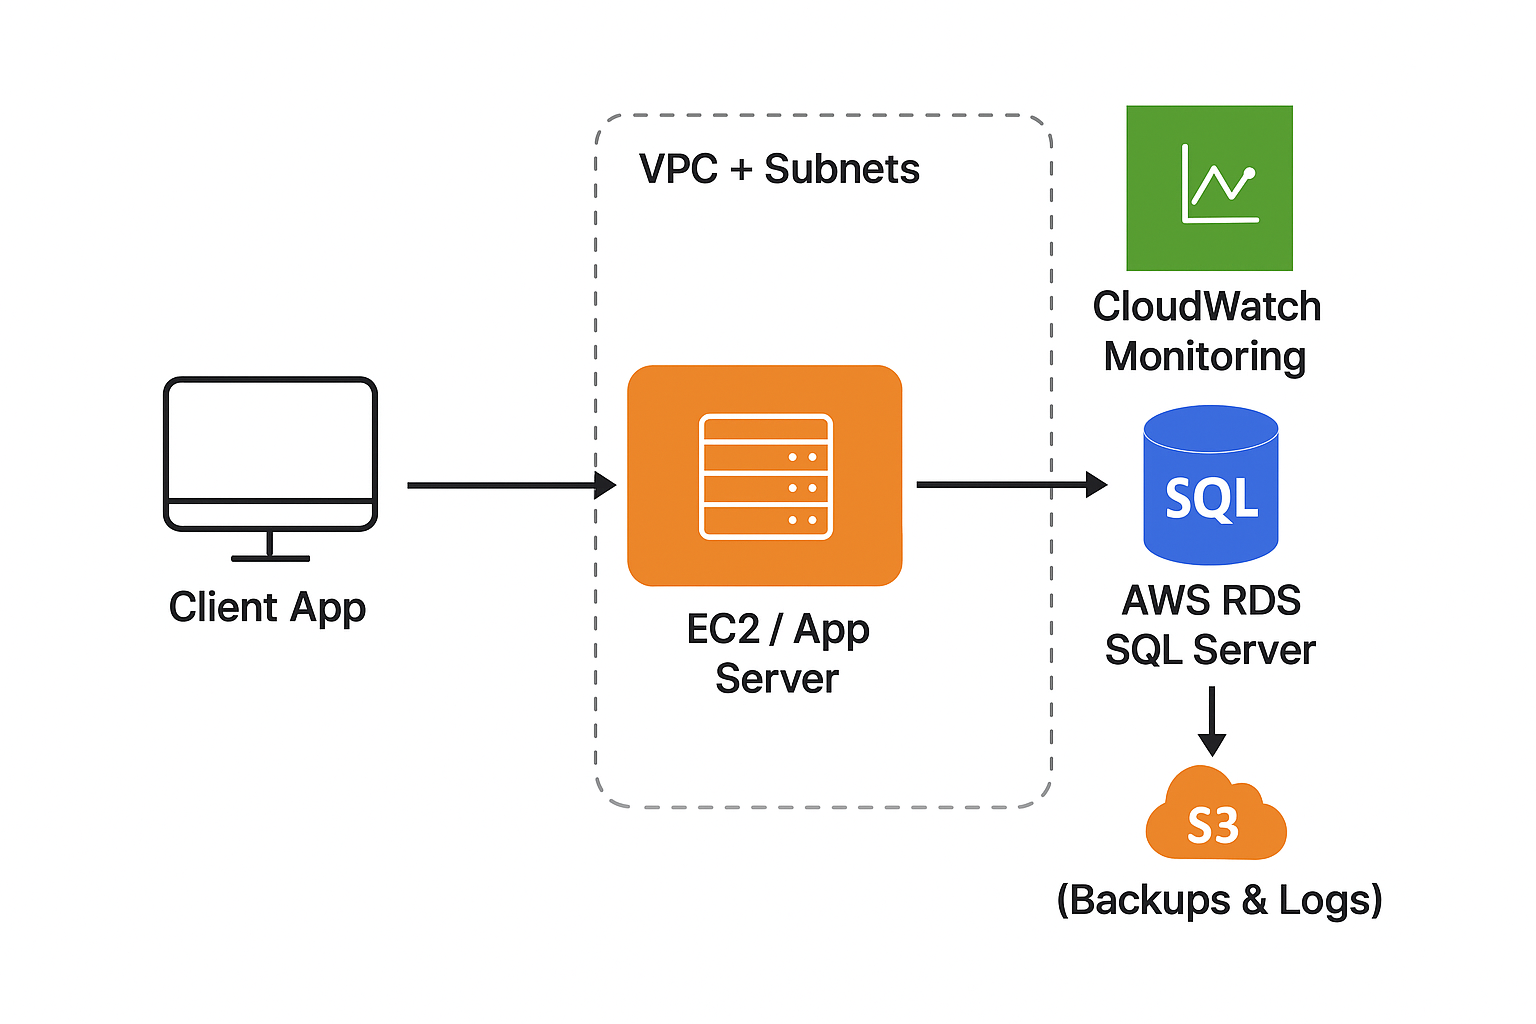 VPC + Subnets
CloudWatch
Monitoring
Client App
EC2 / App
Server
SQL
AWS RDS
SQL Server
S3
(Backups & Logs)